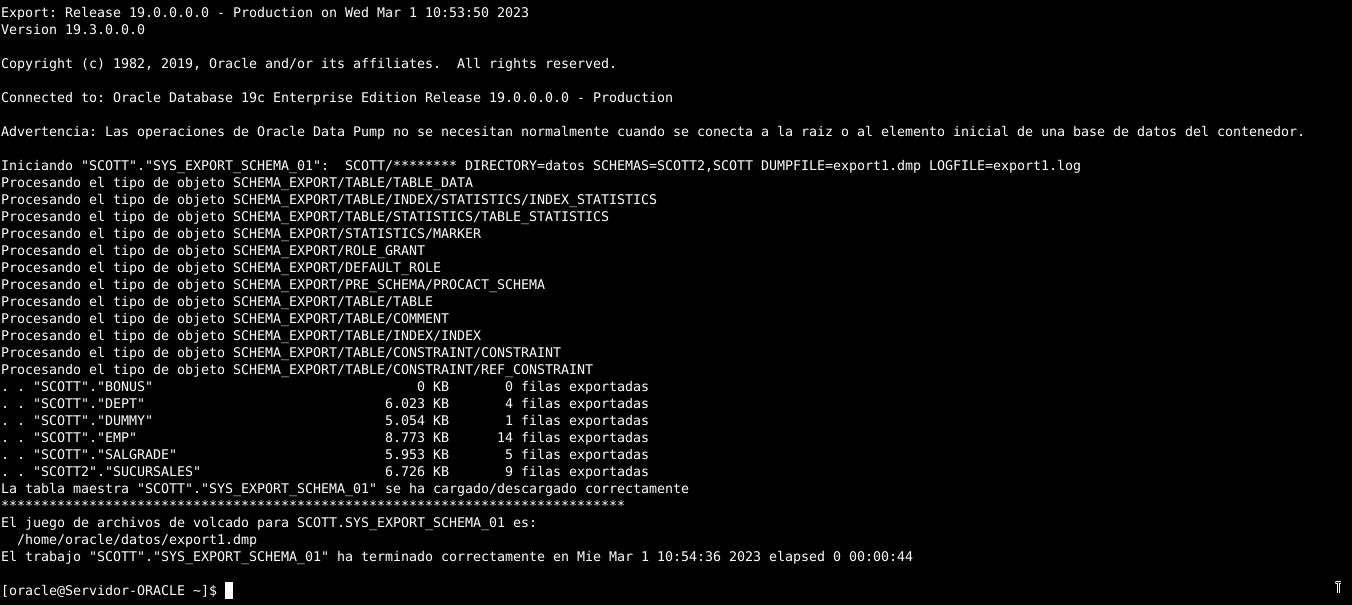 Export: Release 19.0.0.0.0 - Production on Wed Mar 1 10:53:50 2023
Version 19.3.0.0.0
Copyright (c) 1982, 2019, Oracle and/or its affiliates.  All rights reserved.
Connected to: Oracle Database 19c Enterprise Edition Release 19.0.0.0.0 - Production
Advertencia: Las operaciones de Oracle Data Pump no se necesitan normalmente cuando se conecta a la raiz o al elemento inicial de una base de datos del contenedor.
Iniciando "SCOTT"."SYS_EXPORT_SCHEMA_01":  SCOTT/******** DIRECTORY=datos SCHEMAS=SCOTT2,SCOTT DUMPFILE=export1.dmp LOGFILE=export1.log
Procesando el tipo de objeto SCHEMA_EXPORT/TABLE/TABLE_DATA
Procesando el tipo de objeto SCHEMA_EXPORT/TABLE/INDEX/STATISTICS/INDEX_STATISTICS
Procesando el tipo de objeto SCHEMA_EXPORT/TABLE/STATISTICS/TABLE_STATISTICS
Procesando el tipo de objeto SCHEMA_EXPORT/STATISTICS/MARKER
Procesando el tipo de objeto SCHEMA_EXPORT/ROLE_GRANT
Procesando el tipo de objeto SCHEMA_EXPORT/DEFAULT_ROLE
Procesando el tipo de objeto SCHEMA_EXPORT/PRE_SCHEMA/PROCACT_SCHEMA
Procesando el tipo de objeto SCHEMA_EXPORT/TABLE/TABLE
Procesando el tipo de objeto SCHEMA_EXPORT/TABLE/COMMENT
Procesando el tipo de objeto SCHEMA_EXPORT/TABLE/INDEX/INDEX
Procesando el tipo de objeto SCHEMA_EXPORT/TABLE/CONSTRAINT/CONSTRAINT
Procesando el tipo de objeto SCHEMA_EXPORT/TABLE/CONSTRAINT/REF_CONSTRAINT
. . "SCOTT"."BONUS"                                 0 KB       0 filas exportadas
. . "SCOTT"."DEPT"                              6.023 KB       4 filas exportadas
. . "SCOTT"."DUMMY"                             5.054 KB       1 filas exportadas
. . "SCOTT"."EMP"                               8.773 KB      14 filas exportadas
. . "SCOTT"."SALGRADE"                          5.953 KB       5 filas exportadas
. . "SCOTT2"."SUCURSALES"                       6.726 KB       9 filas exportadas
La tabla maestra "SCOTT"."SYS_EXPORT_SCHEMA_01" se ha cargado/descargado correctamente
******************************************************************************
El juego de archivos de volcado para SCOTT.SYS_EXPORT_SCHEMA_01 es:
  /home/oracle/datos/export1.dmp
El trabajo "SCOTT"."SYS_EXPORT_SCHEMA_01" ha terminado correctamente en Mie Mar 1 10:54:36 2023 elapsed 0 00:00:44
[oracle@Servidor-ORACLE ~]$